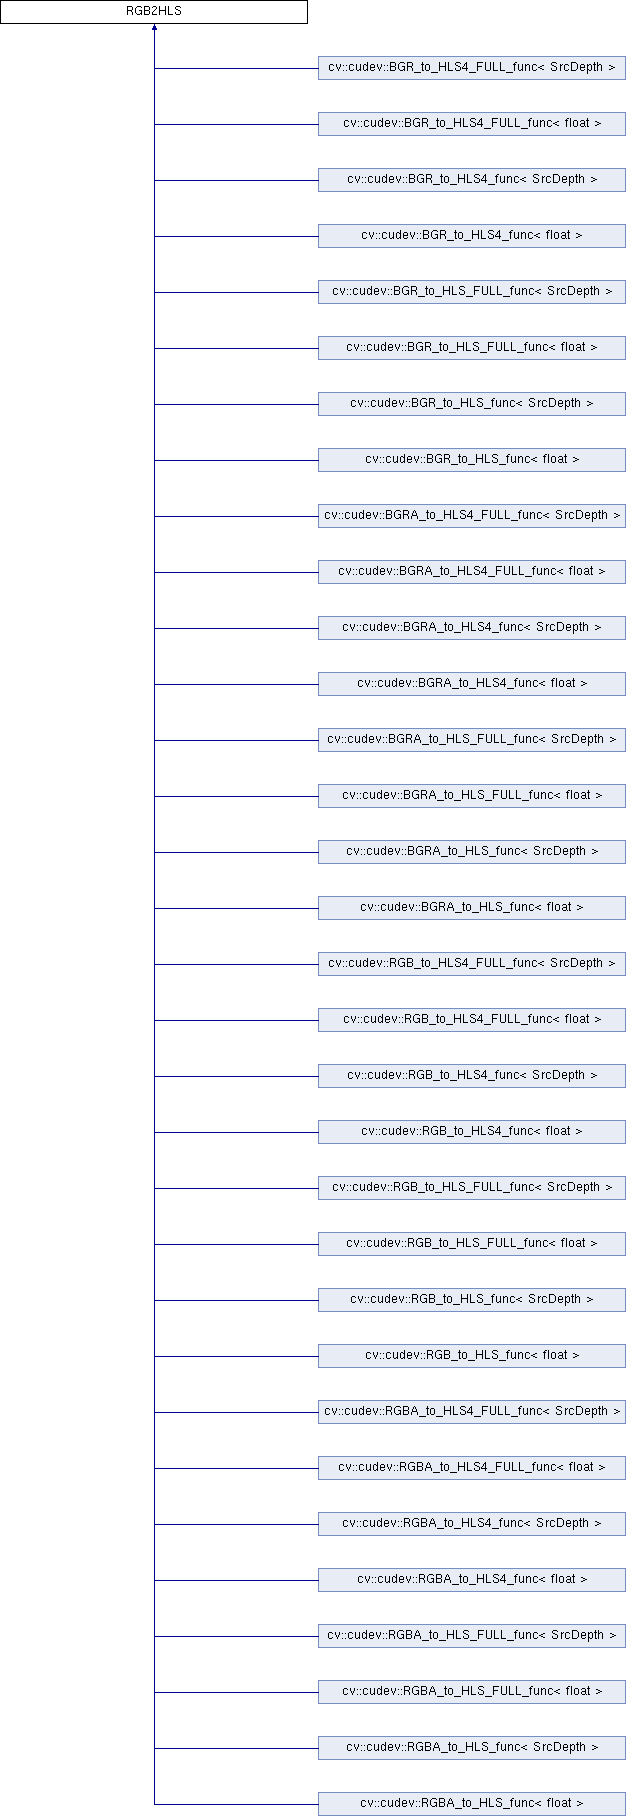 RGB2HLS
cv::cudev::BGR_to_HLS4_FULL_func< SrcDepth >
cv::cudev::BGR_to_HLS4_FULL_func< float >
cv::cudev::BGR_to_HLS4_func< SrcDepth >
cv::cudev::BGR_to_HLS4_func< float >
cv::cudev::BGR_to_HLS_FULL_func< SrcDepth >
cv::cudev::BGR_to_HLS_FULL_func< float >
cv::cudev::BGR_to_HLS_func< SrcDepth >
cv::cudev::BGR_to_HLS_func< float >
cv::cudev::BGRA_to_HLS4_FULL_func< SrcDepth >
cv::cudev::BGRA_to_HLS4_FULL_func< float >
cv::cudev::BGRA_to_HLS4_func< SrcDepth >
cv::cudev::BGRA_to_HLS4_func< float >
cv::cudev::BGRA_to_HLS_FULL_func< SrcDepth >
cv::cudev::BGRA_to_HLS_FULL_func< float >
cv::cudev::BGRA_to_HLS_func< SrcDepth >
cv::cudev::BGRA_to_HLS_func< float >
cv::cudev::RGB_to_HLS4_FULL_func< SrcDepth >
cv::cudev::RGB_to_HLS4_FULL_func< float >
cv::cudev::RGB_to_HLS4_func< SrcDepth >
cv::cudev::RGB_to_HLS4_func< float >
cv::cudev::RGB_to_HLS_FULL_func< SrcDepth >
cv::cudev::RGB_to_HLS_FULL_func< float >
cv::cudev::RGB_to_HLS_func< SrcDepth >
cv::cudev::RGB_to_HLS_func< float >
cv::cudev::RGBA_to_HLS4_FULL_func< SrcDepth >
cv::cudev::RGBA_to_HLS4_FULL_func< float >
cv::cudev::RGBA_to_HLS4_func< SrcDepth >
cv::cudev::RGBA_to_HLS4_func< float >
cv::cudev::RGBA_to_HLS_FULL_func< SrcDepth >
cv::cudev::RGBA_to_HLS_FULL_func< float >
cv::cudev::RGBA_to_HLS_func< SrcDepth >
cv::cudev::RGBA_to_HLS_func< float >